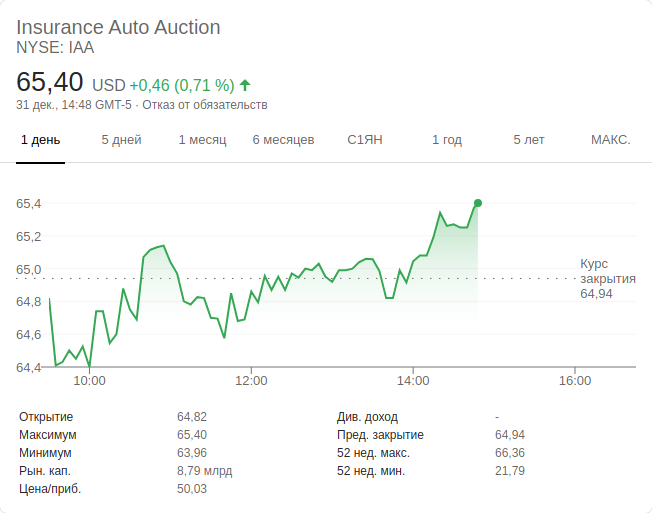 Insurance Auto Auction
NYSE: IAA
65,40 USD +0,46 (0,71 %)
31 дек., 14:48 GMT-5 · Отказ от обязательств
1 день 5 дней 1 месяц 6 месяцев С1ЯН 1 год 5 лет МАКС.
65,4
65,2
65,0
64,8
64,6
64,4
Курс
закрытия
64,94
10:00 12:00 14:00 16:00
Открытие 64,82 Див. доход -
Максимум 65,40 Пред. закрытие 64,94
Минимум 63,96 52 нед. макс. 66,36
Рын. кап. 8,79 млрд 52 нед. мин. 21,79
Цена/приб. 50,03